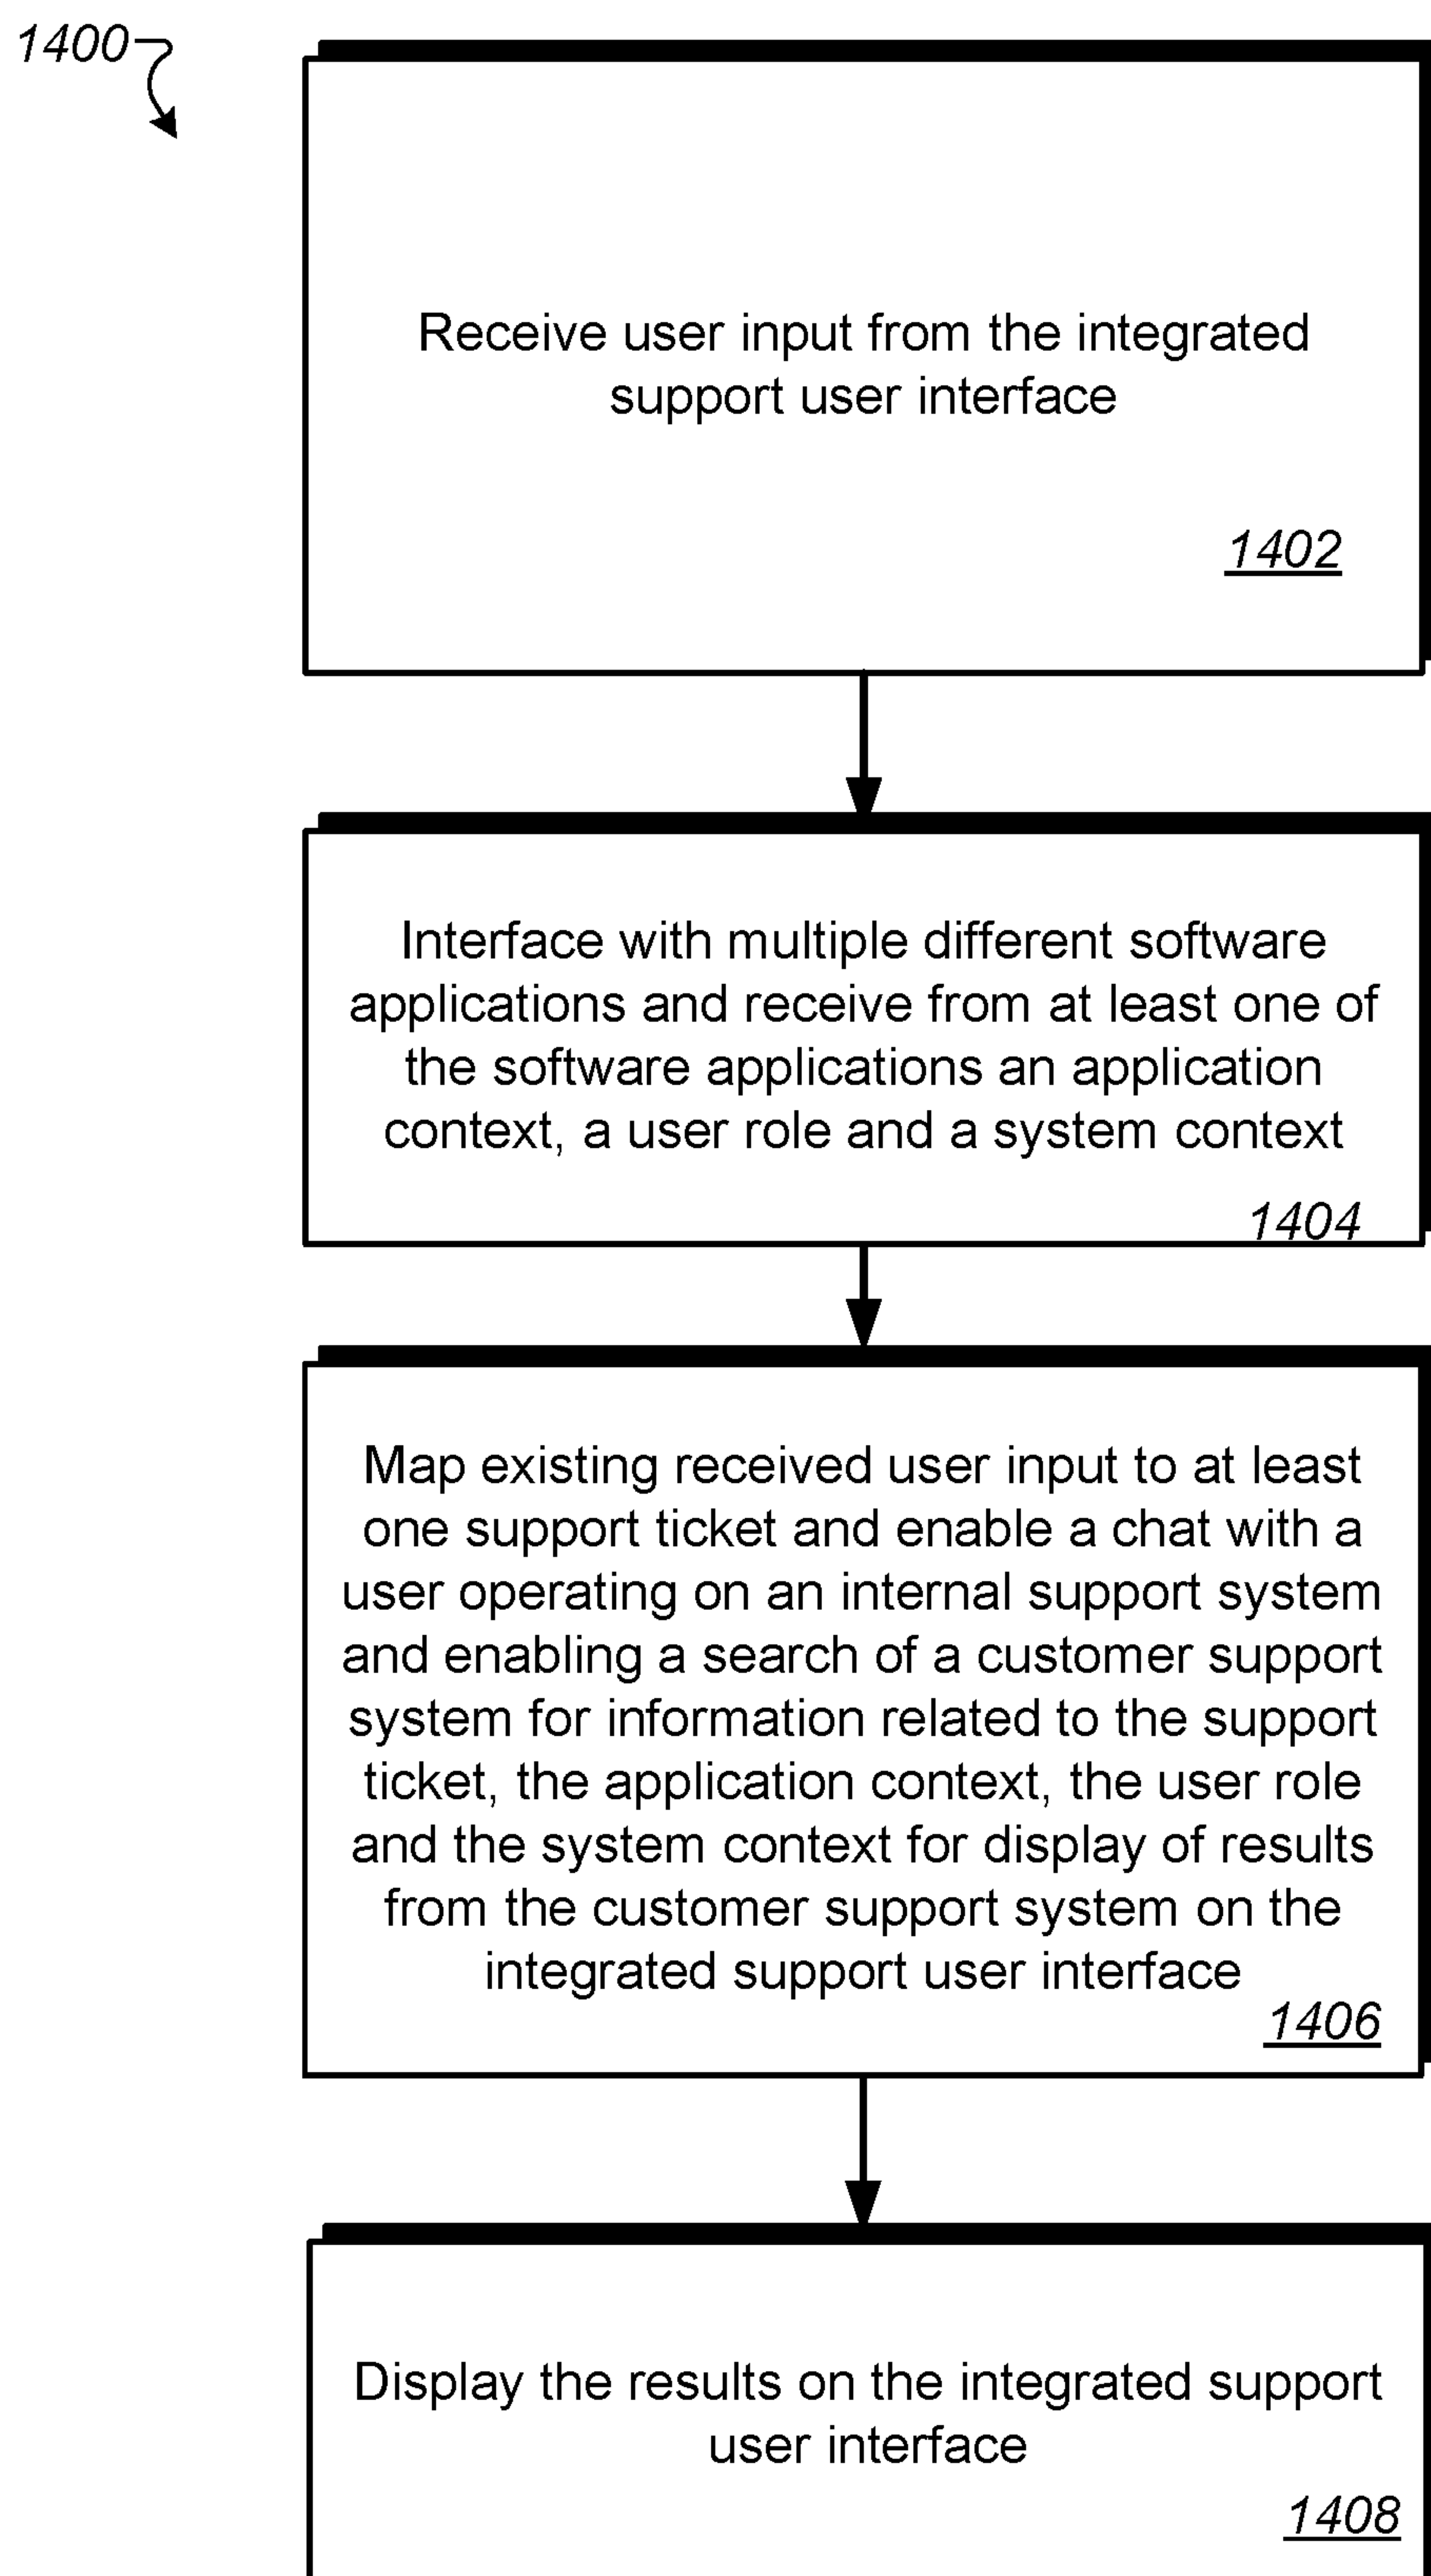 1400
Receive user input from the integrated
support user interface
1402
Interface with multiple different software
applications and receive from at least one of
the software applications an application
context, a user role and a system context
1404
Map existing received user input to at least
one support ticket and enable a chat with a
user operating on an internal support system
and enabling a search of a customer support
system for information related to the support
ticket, the application context, the user role
and the system context for display of results
from the customer support system on the
integrated support user interface
1406
Display the results on the integrated support
user interface
1408